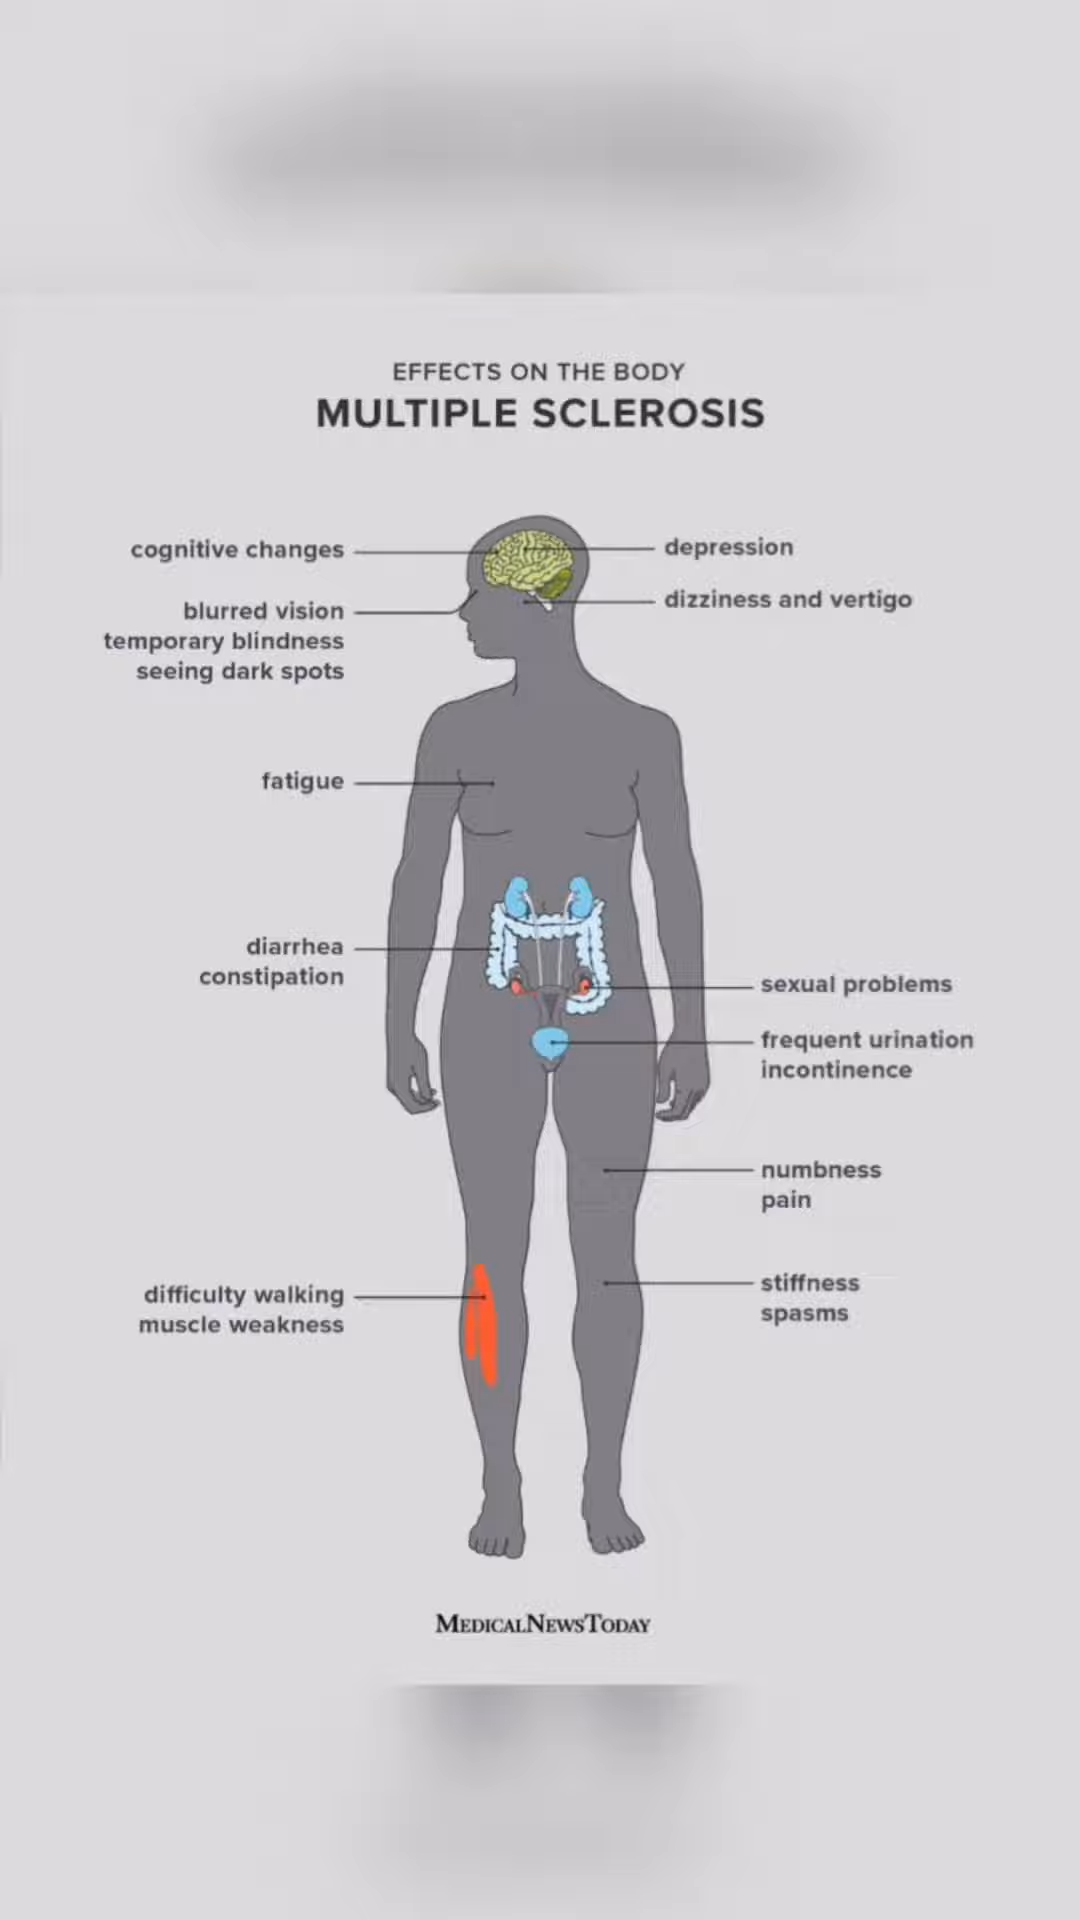 EFFECTS ON THE BODY
MULTIPLE SCLEROSIS
cognitive changes
depression
blurred vision
temporary blindness
seeing dark spots
dizziness and vertigo
fatigue
diarrhea
constipation
sexual problems
frequent urination
incontinence
numbness
pain
difficulty walking
muscle weakness
stiffness
spasms
MEDICALNEWSTODAY